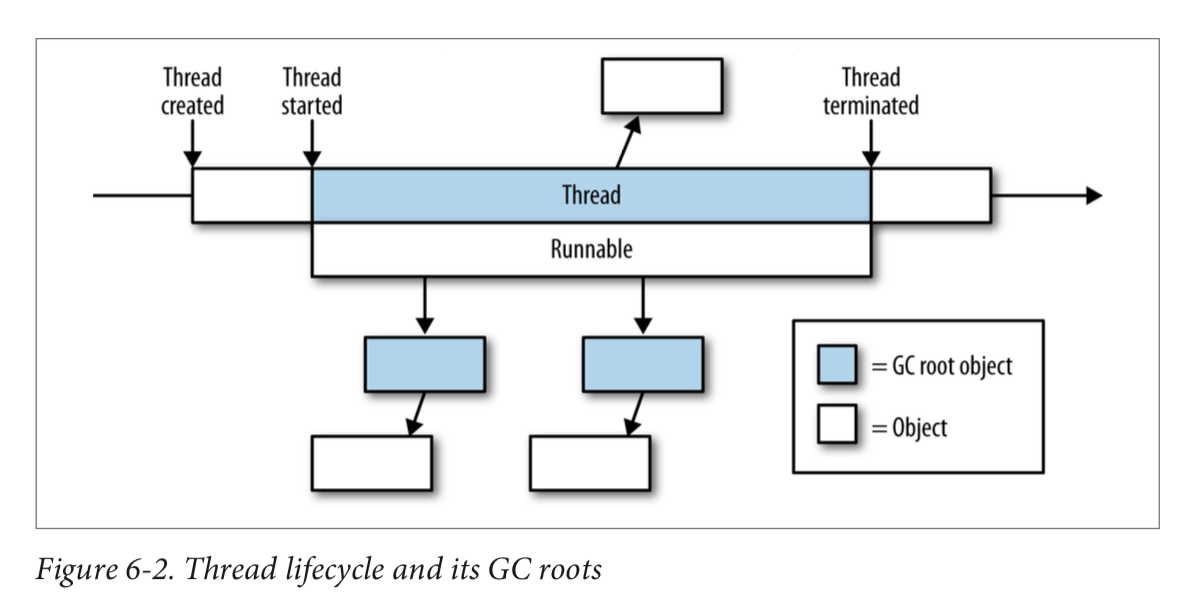 Thread
created
Thread
started
Thread
terminated
Thread
Runnable
= GC root object
= Object
Figure 6-2. Thread lifecycle and its GC roots